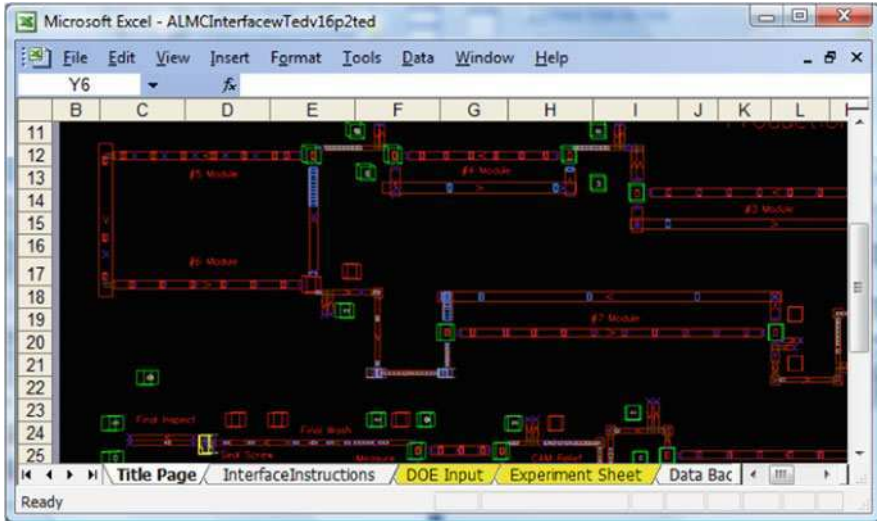 Microsoft Excel - ALMCInterfacewTedv16p2ted
File Edit View Insert Format Tools Data Window Help
Y6 fx
B C D E F G H I J K L
11
12
13
14
15
16
17
18
19
20
21
22
23
24
25
#5 Module
#4 Module
#3 Module
#6 Module
#7 Module
Final Inspect
Final Wash
Title Page InterfaceInstructions DOE Input Experiment Sheet Data Bac
Ready